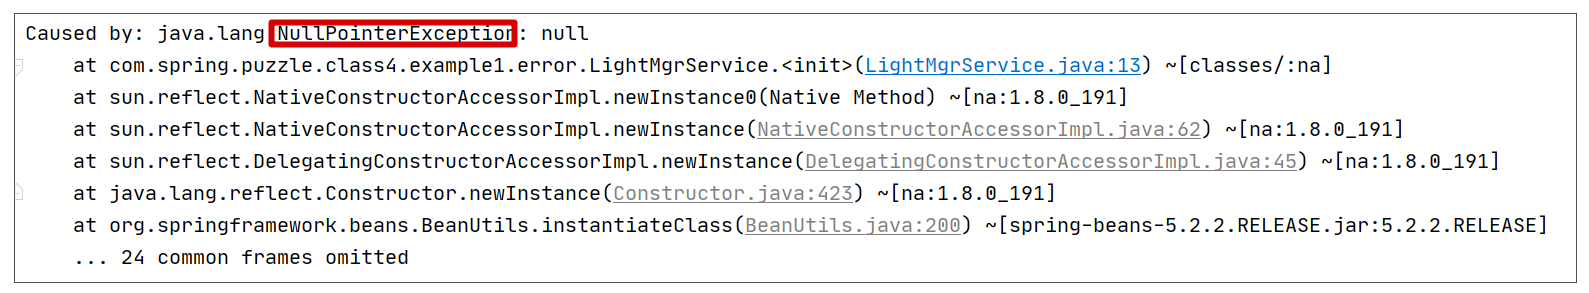 Caused by: java.lang.NullPointerException: null
at com.spring.puzzle.class4.example1.error.LightMgrService.<init>(LightMgrService.java:13) ~[classes/:na]
at sun.reflect.NativeConstructorAccessorImpl.newInstance0(Native Method) ~[na:1.8.0_191]
at sun.reflect.NativeConstructorAccessorImpl.newInstance(NativeConstructorAccessorImpl.java:62) ~[na:1.8.0_191]
at sun.reflect.DelegatingConstructorAccessorImpl.newInstance(DelegatingConstructorAccessorImpl.java:45) ~[na:1.8.0_191]
at java.lang.reflect.Constructor.newInstance(Constructor.java:423) ~[na:1.8.0_191]
at org.springframework.beans.BeanUtils.instantiateClass(BeanUtils.java:200) ~[spring-beans-5.2.2.RELEASE.jar:5.2.2.RELEASE]
... 24 common frames omitted